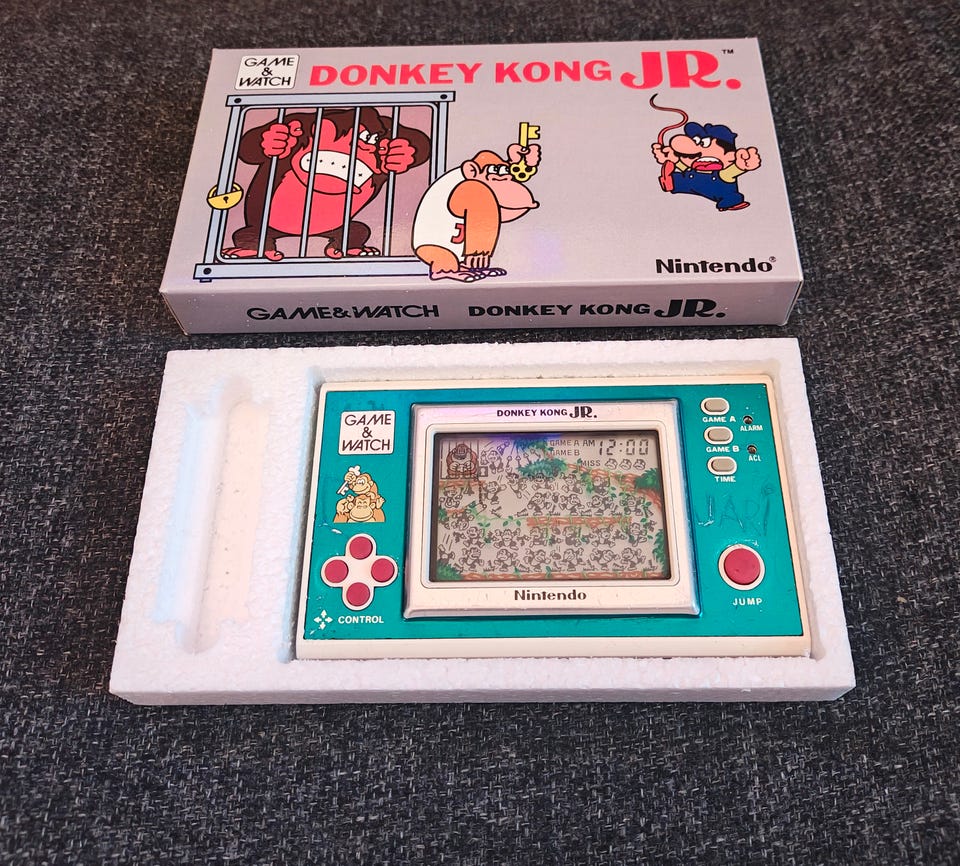 GAME
&
WATCH
DONKEY KONG JR.™
J
Nintendo®
GAME&WATCH DONKEY KONG JR.
DONKEY KONG JR.
GAME
&
WATCH
GAME A AM 12:00
GAME B
MISS
GAME A
ALARM
GAME B
ACL
TIME
JARI
JUMP
CONTROL
Nintendo